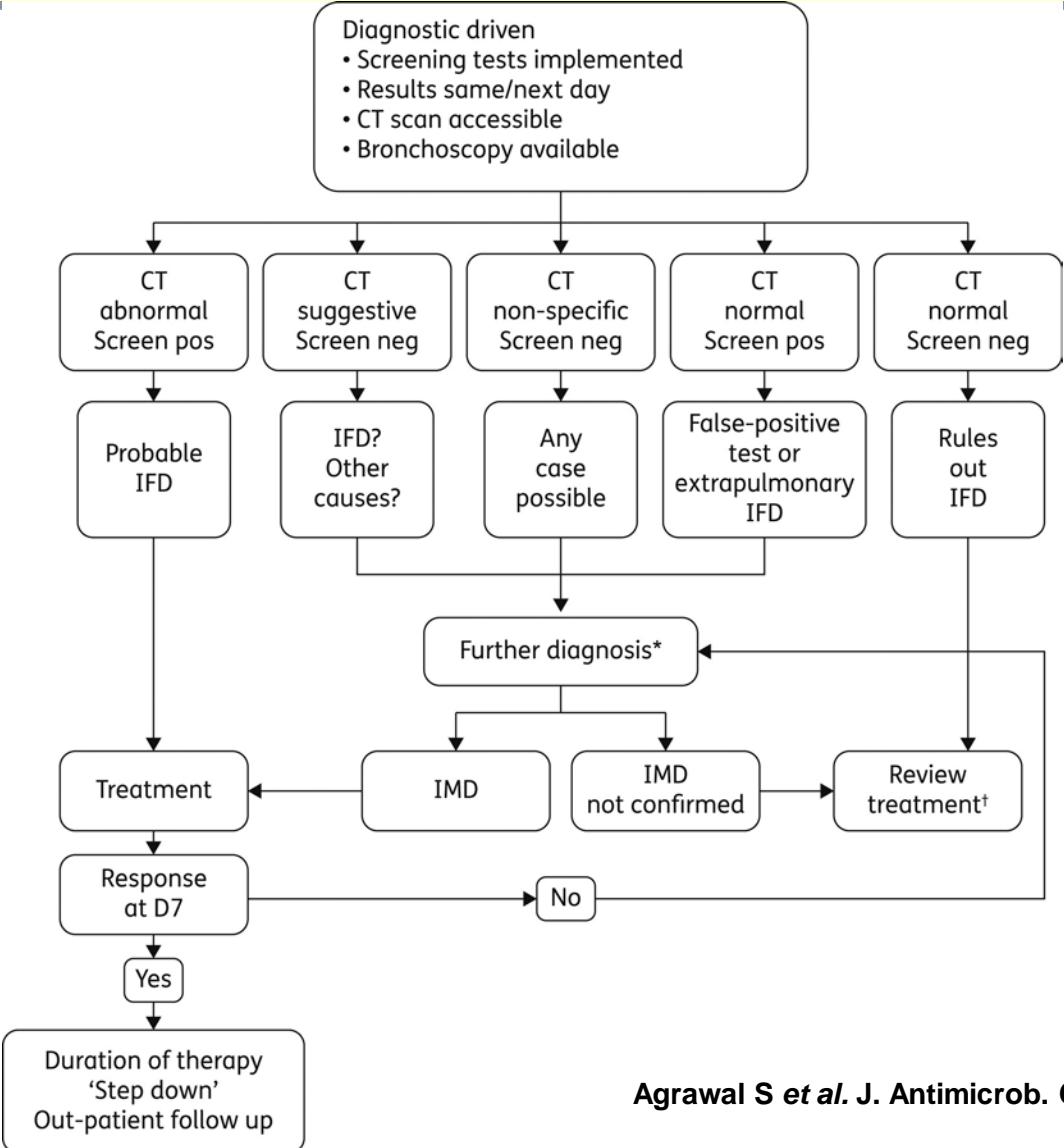 Diagnostic driven
• Screening tests implemented
• Results same/next day
• CT scan accessible
• Bronchoscopy available
CT
abnormal
Screen pos
CT
suggestive
Screen neg
CT
non-specific
Screen neg
CT
normal
Screen pos
CT
normal
Screen neg
Probable
IFD
IFD?
Other
causes?
Any
case
possible
False-positive
test or
extrapulmonary
IFD
Rules
out
IFD
Further diagnosis*
Treatment
IMD
IMD
not confirmed
Review
treatment†
Response
at D7
No
Yes
Duration of therapy
‘Step down’
Out-patient follow up
Agrawal S et al. J. Antimicrob.